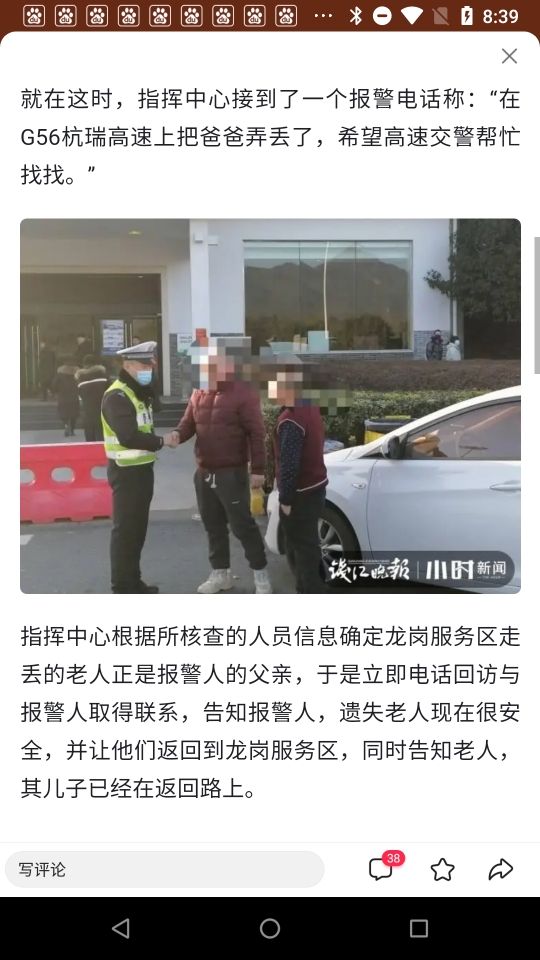 8:39
就在这时，指挥中心接到了一个报警电话称：“在
G56杭瑞高速上把爸爸弄丢了，希望高速交警帮忙
找找。”
钱江晚报 | 小时新闻
指挥中心根据所核查的人员信息确定龙岗服务区走
丢的老人正是报警人的父亲，于是立即电话回访与
报警人取得联系，告知报警人，遗失老人现在很安
全，并让他们返回到龙岗服务区，同时告知老人，
其儿子已经在返回路上。
写评论
38